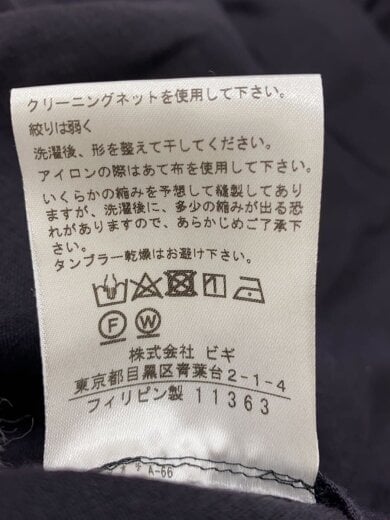 クリーニングネットを使用して下さい。
絞りは弱く
洗濯後、形を整えて干してください。
アイロンの際はあて布を使用して下さい。
いくらかの縮みを予想して縫製してあり
ますが、洗濯後に、多少の縮みが出る恐
れがありますので、あらかじめご了承
下さい。
タンブラー乾燥はお避け下さい。
F W
株式会社 ビギ
東京都目黒区青葉台2-1-4
フィリピン製 11363
A-66